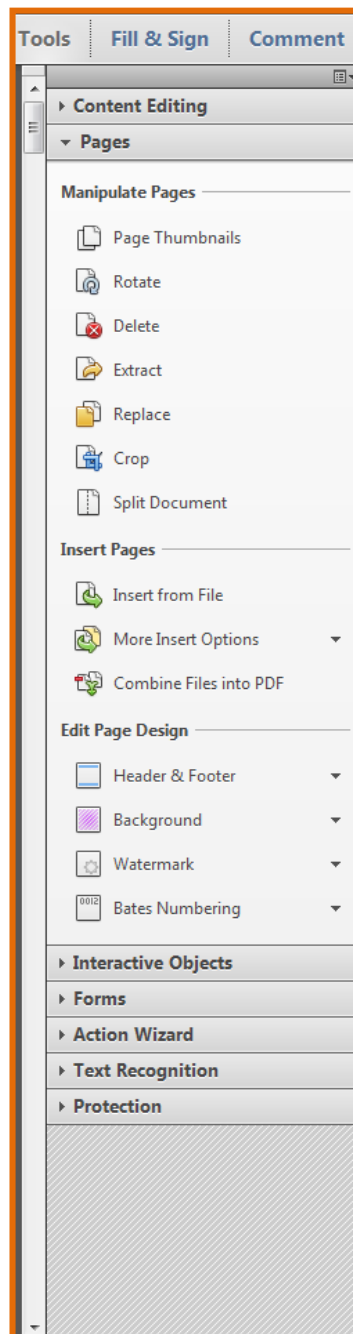 Tools Fill & Sign Comment
Content Editing
Pages
Manipulate Pages
Page Thumbnails
Rotate
Delete
Extract
Replace
Crop
Split Document
Insert Pages
Insert from File
More Insert Options
Combine Files into PDF
Edit Page Design
Header & Footer
Background
Watermark
0012 Bates Numbering
Interactive Objects
Forms
Action Wizard
Text Recognition
Protection